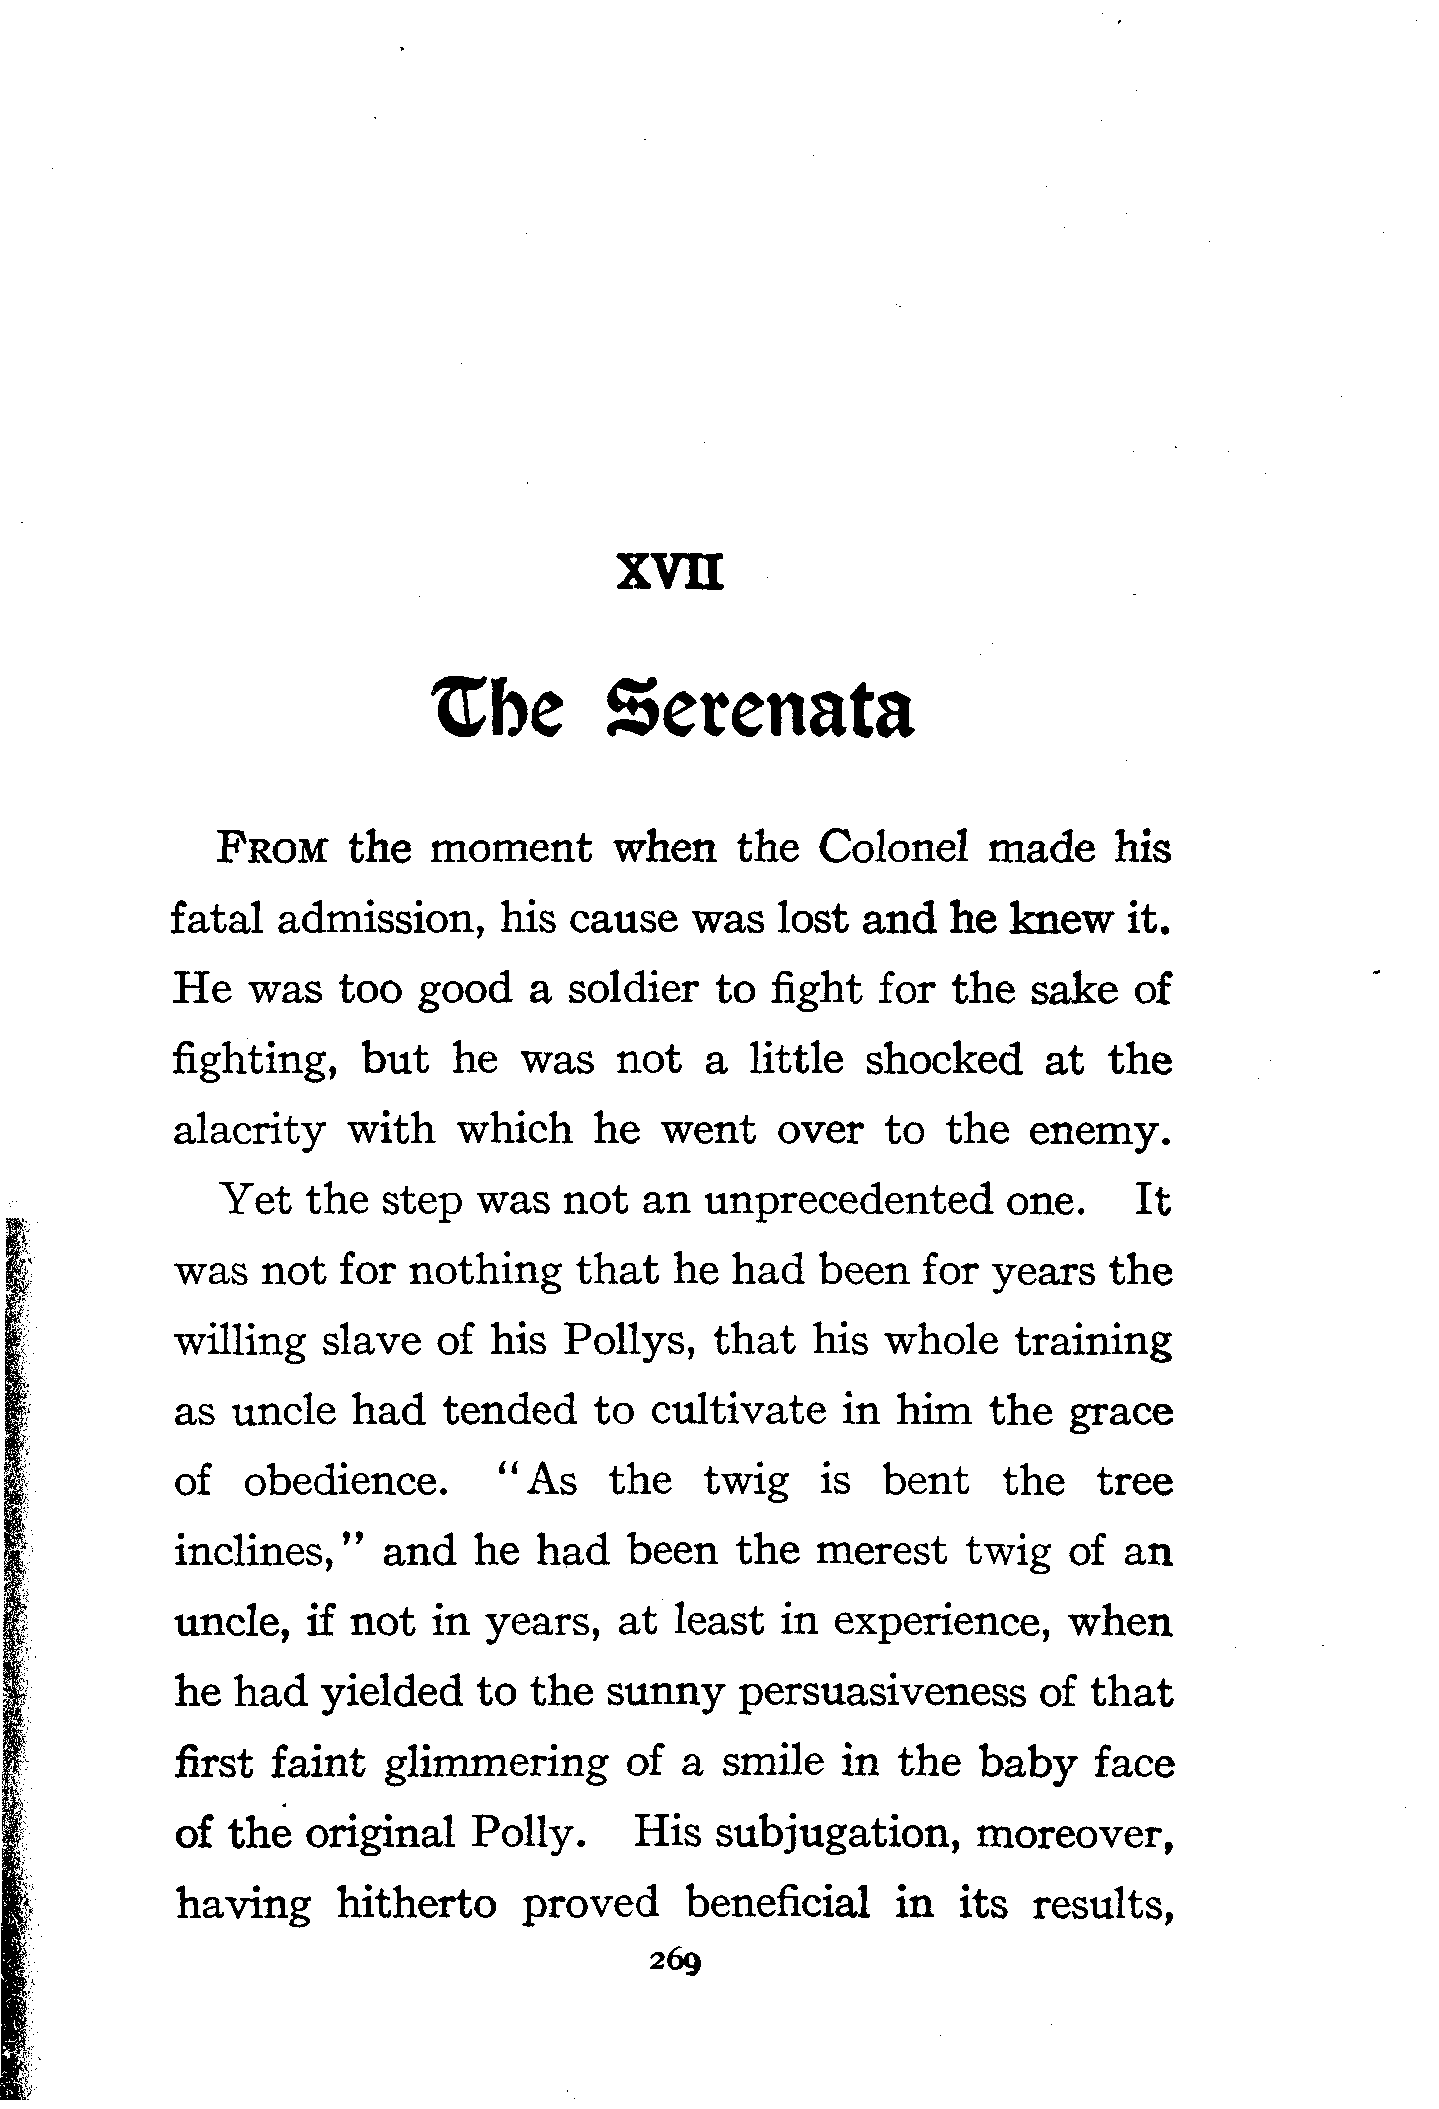 XVII
The Serenata
FROM the moment when the Colonel made his
fatal admission, his cause was lost and he knew it.
He was too good a soldier to fight for the sake of
fighting, but he was not a little shocked at the
alacrity with which he went over to the enemy.
Yet the step was not an unprecedented one. It
was not for nothing that he had been for years the
willing slave of his Pollys, that his whole training
as uncle had tended to cultivate in him the grace
of obedience. "As the twig is bent the tree
inclines," and he had been the merest twig of an
uncle, if not in years, at least in experience, when
he had yielded to the sunny persuasiveness of that
first faint glimmering of a smile in the baby face
of the original Polly. His subjugation, moreover,
having hitherto proved beneficial in its results,
269